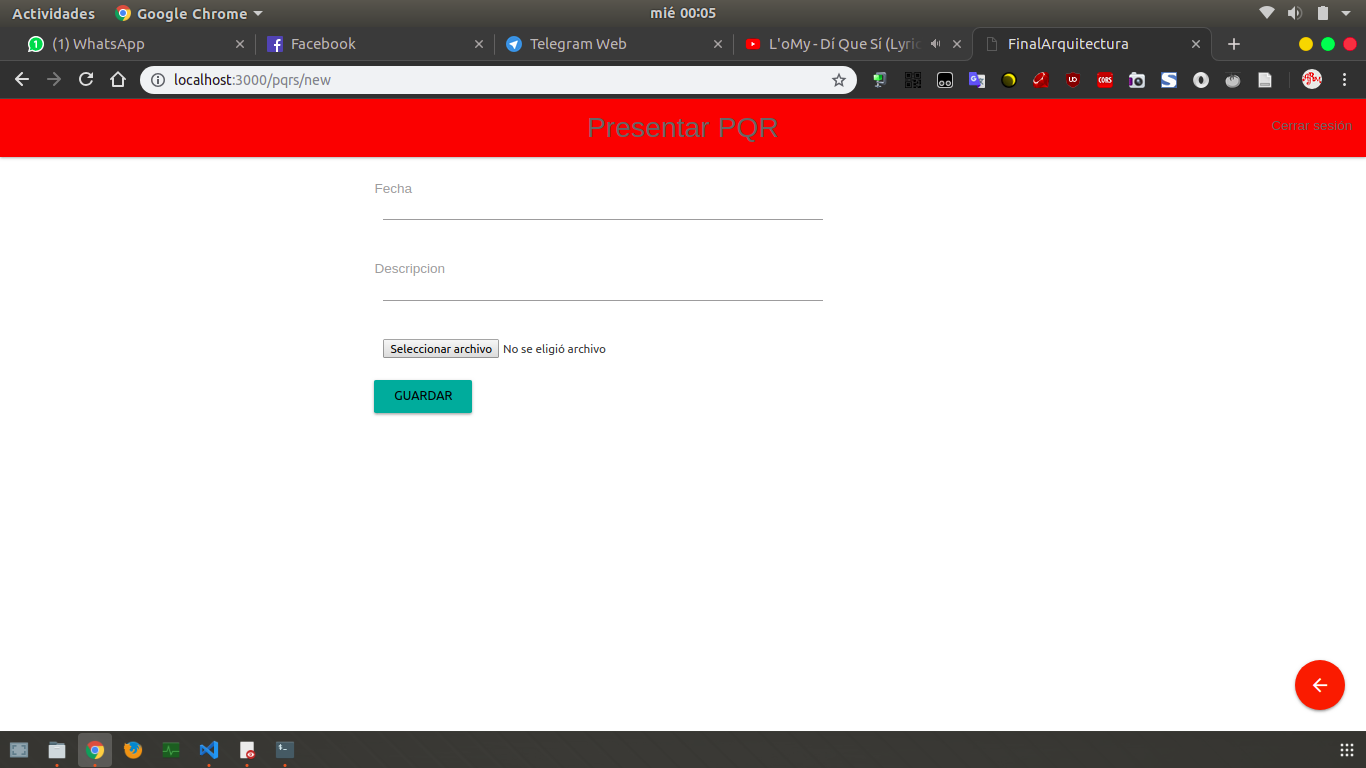 Actividades Google Chrome mié 00:05
(1) WhatsApp Facebook Telegram Web L'oMy - Dí Que Sí (Lyric FinalArquitectura
localhost:3000/pqrs/new
Presentar PQR
Cerrar sesión
Fecha
Descripcion
Seleccionar archivo No se eligió archivo
GUARDAR